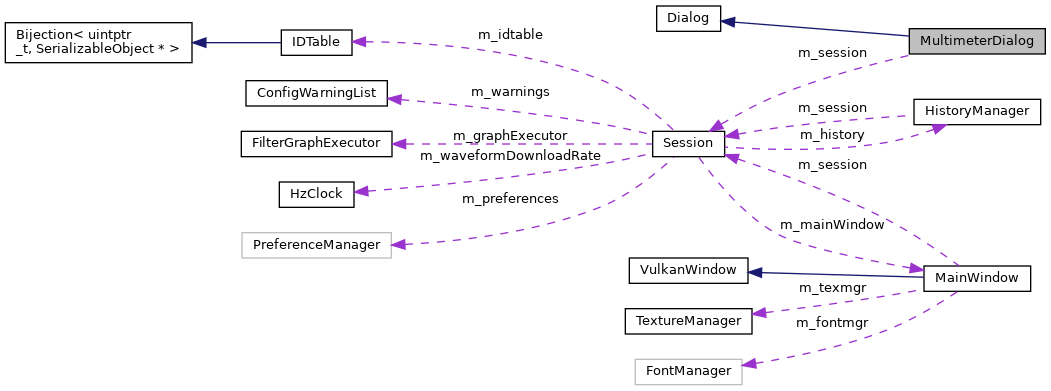 Dialog
Bijection< uintptr
_t, SerializableObject * >
IDTable
m_idtable
MultimeterDialog
m_session
ConfigWarningList
m_warnings
m_session
HistoryManager
FilterGraphExecutor
m_graphExecutor
Session
m_history
m_waveformDownloadRate
m_session
HzClock
m_preferences
PreferenceManager
m_mainWindow
VulkanWindow
MainWindow
m_texmgr
TextureManager
m_fontmgr
FontManager